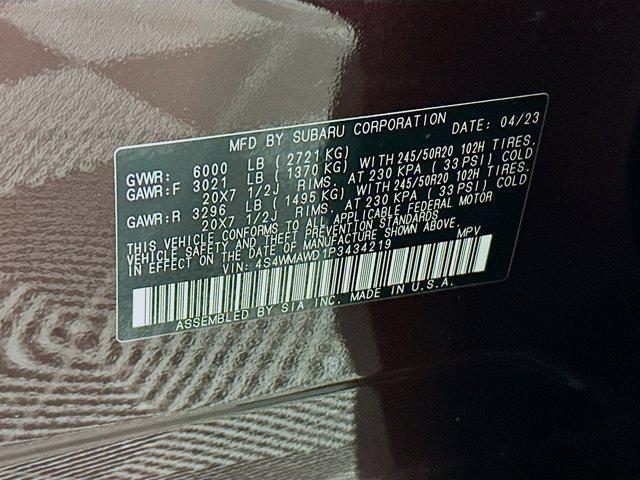 MFD BY SUBARU CORPORATION DATE: 04/23
GVWR: 6000 LB (2721 KG)
GAWR:F 3021 LB (1370 KG) WITH 245/50R20 102H TIRES.
20X7 1/2J RIMS. AT 230 KPA (33 PSI) COLD
GAWR:R 3296 LB (1495 KG) WITH 245/50R20 102H TIRES.
20X7 1/2J RIMS. AT 230 KPA (33 PSI) COLD
THIS VEHICLE CONFORMS TO ALL APPLICABLE FEDERAL MOTOR
VEHICLE SAFETY AND THEFT PREVENTION STANDARDS
IN EFFECT ON THE DATE OF MANUFACTURE SHOWN ABOVE.
VIN: 4S4WMAWD1P3434219 MPV
ASSEMBLED BY SIA INC. MADE IN U.S.A.